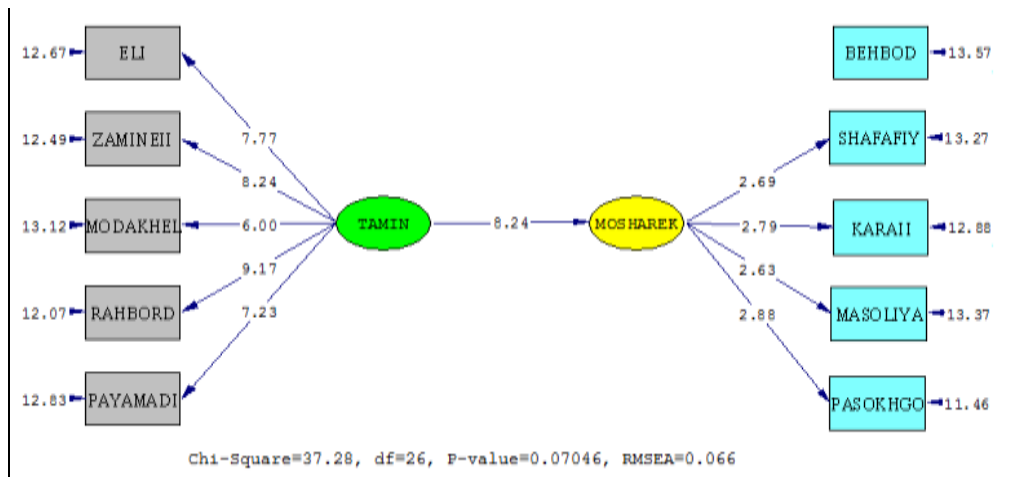 12.67 ELI
12.49 ZAMINEII
13.12 MODAKHEL
12.07 RAHBORD
12.83 PAYAMADI
7.77
8.24
6.00
9.17
7.23
TAMIN
8.24
MOSHAREK
2.69
2.79
2.63
2.88
BEHBOD 13.57
SHAFAFIY 13.27
KARAII 12.88
MASOLIYA 13.37
PASOKHGO 11.46
Chi-Square=37.28, df=26, P-value=0.07046, RMSEA=0.066